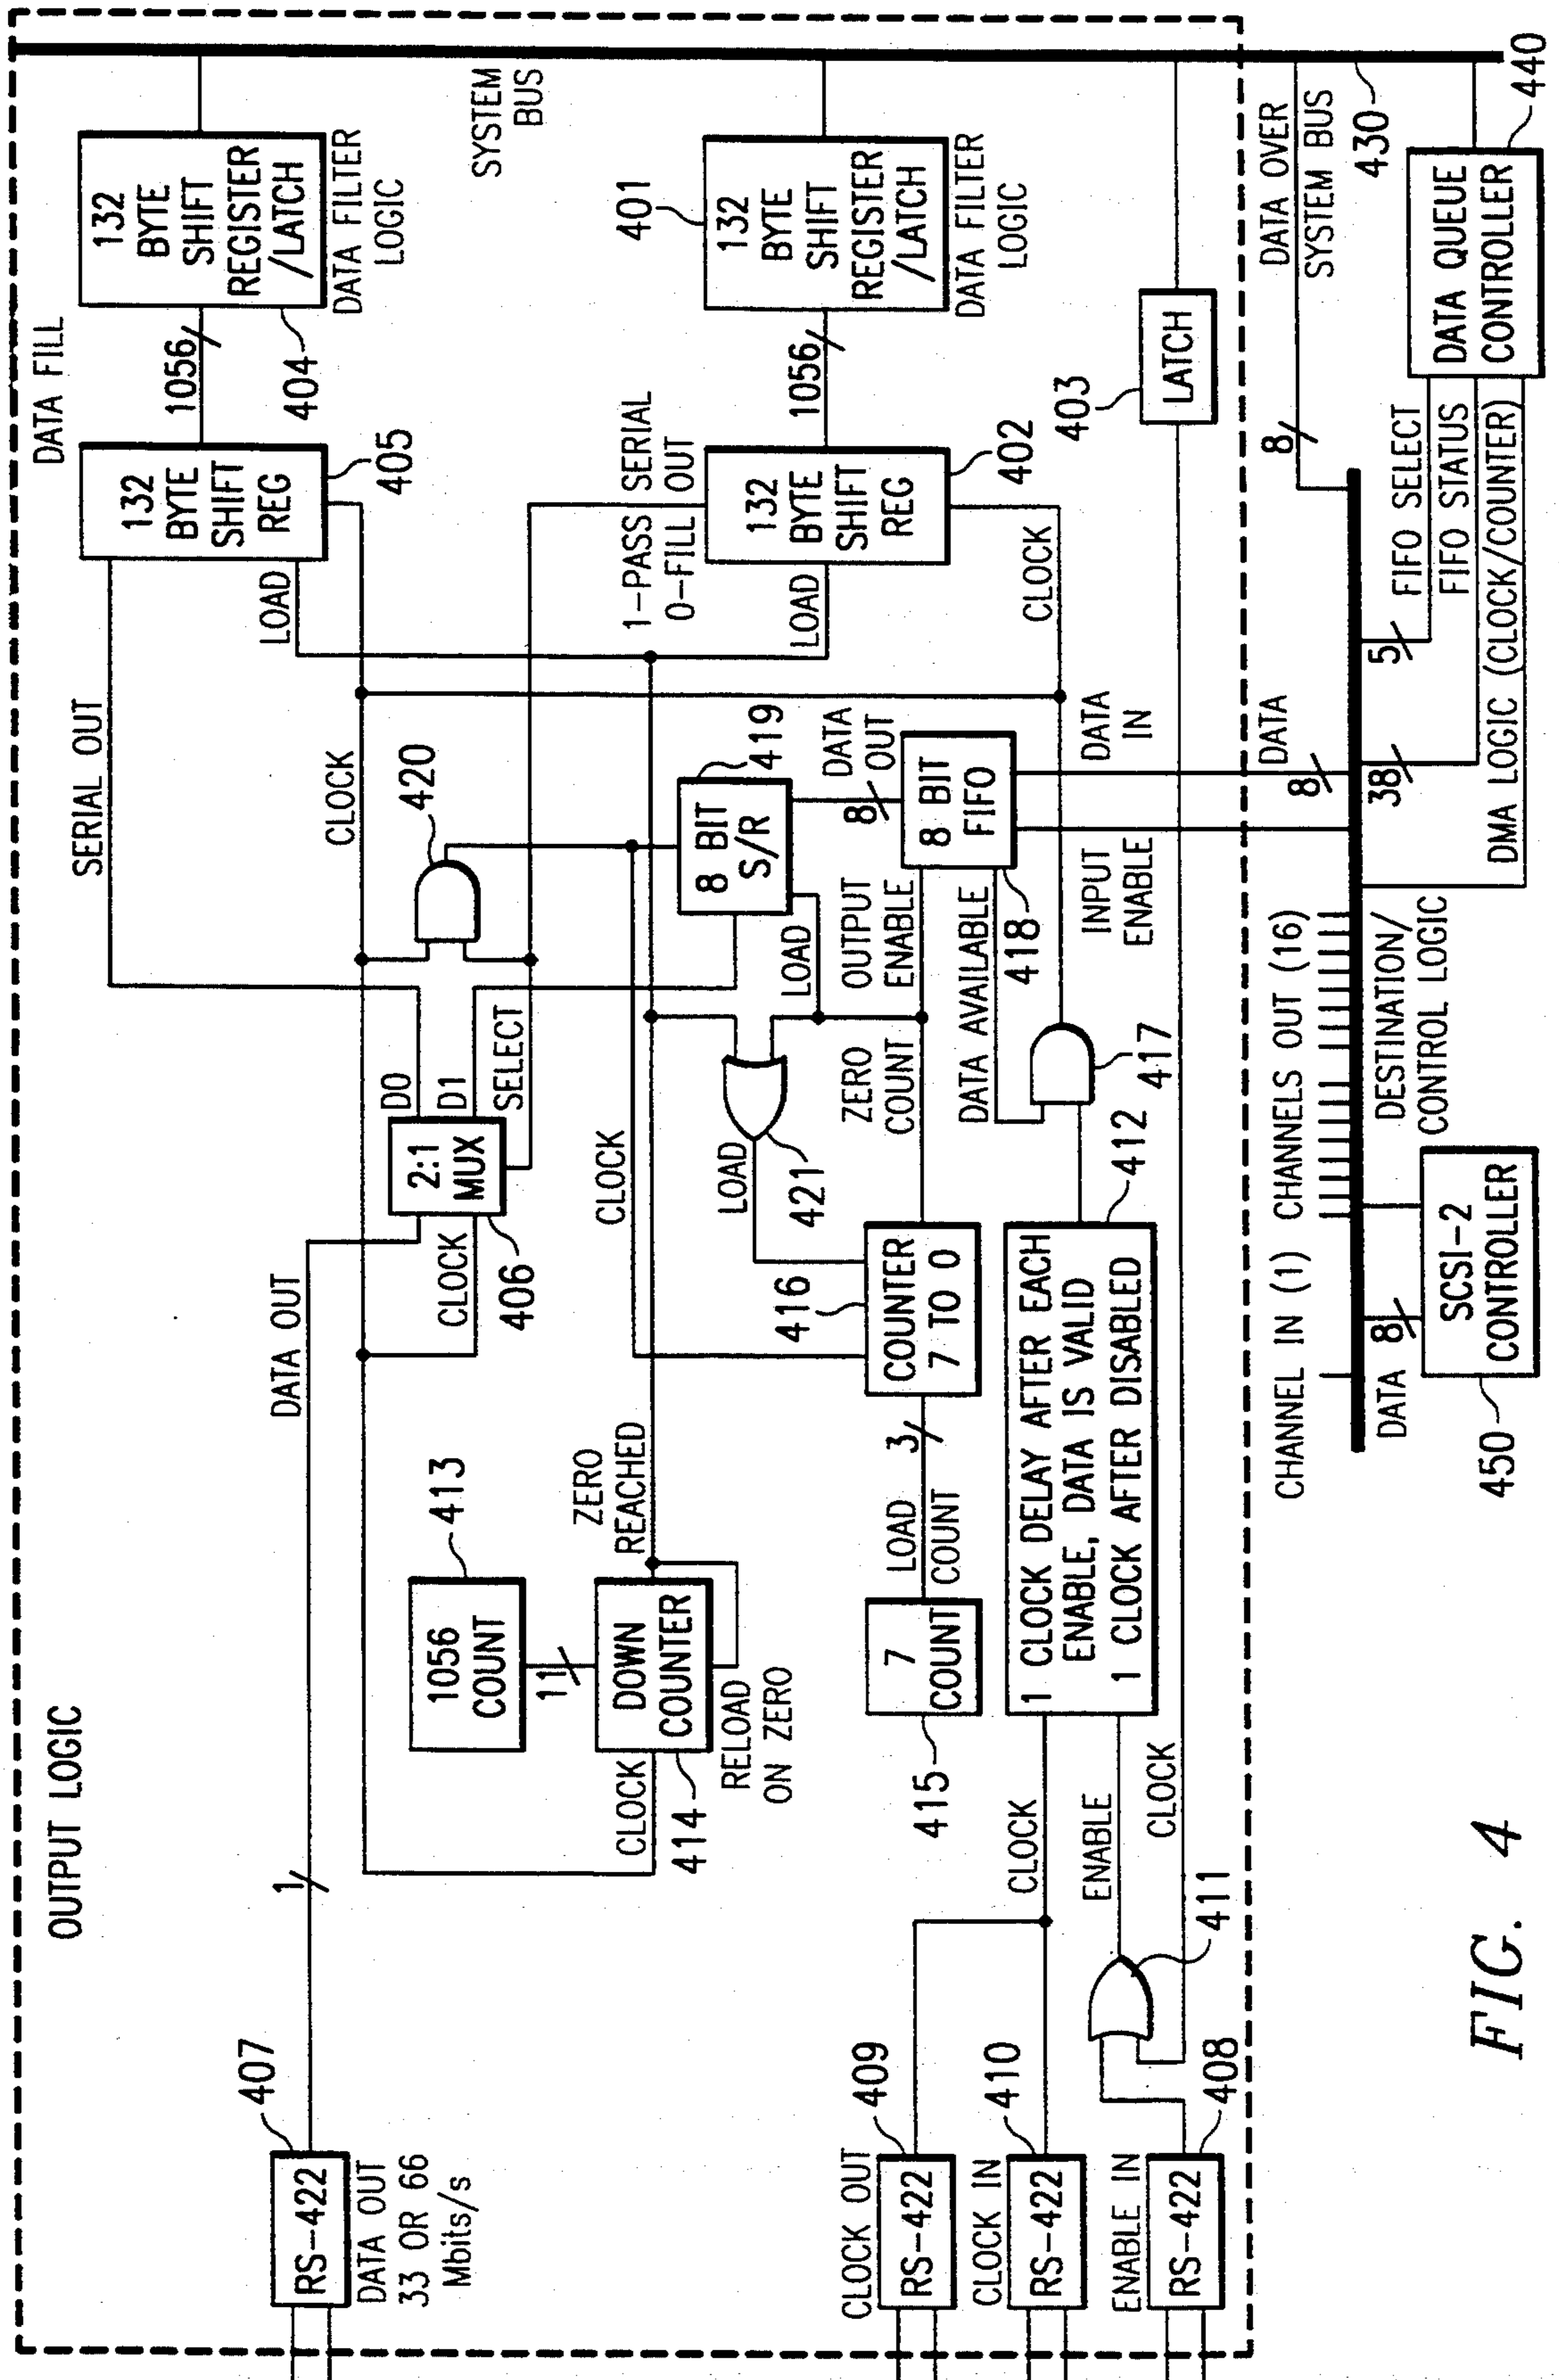 OUTPUT LOGIC
DATA FILL
132
BYTE
SHIFT
REGISTER
/LATCH
DATA FILTER
LOGIC
404
1056
132
BYTE
SHIFT
REG
405
LOAD
SERIAL OUT
CLOCK
SYSTEM
BUS
132
BYTE
SHIFT
REGISTER
/LATCH
401
DATA FILTER
LOGIC
1056
132
BYTE
SHIFT
REG
402
1-PASS SERIAL
0-FILL OUT
LOAD
CLOCK
LATCH
403
420
8 BIT
S/R
419
DATA
OUT
8
8 BIT
FIFO
418
DATA
IN
INPUT
ENABLE
OUTPUT
ENABLE
DATA AVAILABLE
LOAD
D0
D1
SELECT
2:1
MUX
406
CLOCK
DATA OUT
CLOCK
LOAD
421
ZERO
COUNT
417
COUNTER
7 TO 0
416
412
1 CLOCK DELAY AFTER EACH
ENABLE, DATA IS VALID
1 CLOCK AFTER DISABLED
3
LOAD
COUNT
7
COUNT
415
1056
COUNT
413
11
DOWN
COUNTER
414
CLOCK
ZERO
REACHED
RELOAD
ON ZERO
CLOCK
ENABLE
CLOCK
411
1
407
RS-422
DATA OUT
33 OR 66
Mbits/s
CLOCK OUT
RS-422
409
CLOCK IN
RS-422
410
ENABLE IN
RS-422
408
DATA OVER
SYSTEM BUS
430
440
DATA QUEUE
CONTROLLER
8
FIFO SELECT
FIFO STATUS
DMA LOGIC (CLOCK/COUNTER)
5
38
DATA
8
CHANNEL IN (1) CHANNELS OUT (16)
DESTINATION/
CONTROL LOGIC
DATA
8
SCSI-2
CONTROLLER
450
FIG. 4